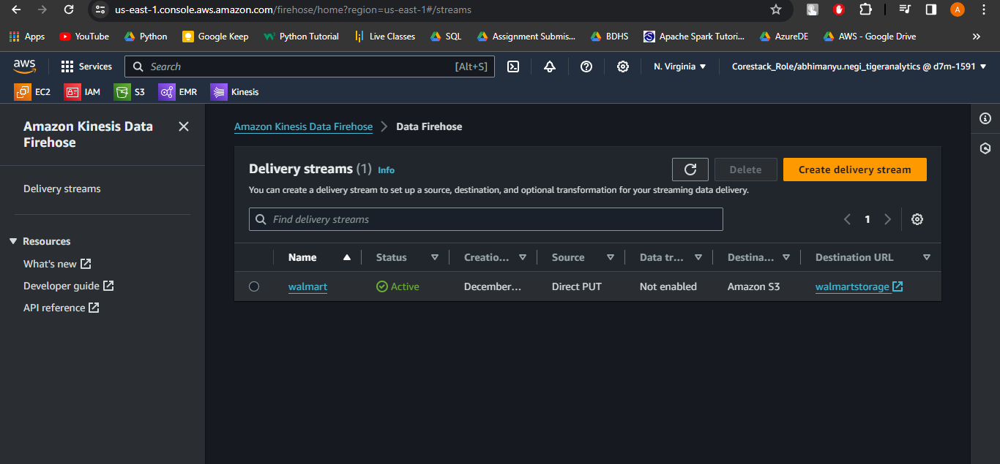 us-east-1.console.aws.amazon.com/firehose/home?region=us-east-1#/streams
A
Apps YouTube Python Google Keep Python Tutorial Live Classes SQL Assignment Submis... BDHS Apache Spark Tutori... AzureDE AWS - Google Drive »
aws Services Search [Alt+S] N. Virginia Corestack_Role/abhimanyu.negi_tigeranalytics @ d7m-1591
EC2 IAM S3 EMR Kinesis
Amazon Kinesis Data
Firehose
Delivery streams
Resources
What's new
Developer guide
API reference
Amazon Kinesis Data Firehose > Data Firehose
Delivery streams (1) Info
Delete Create delivery stream
You can create a delivery stream to set up a source, destination, and optional transformation for your streaming data delivery.
Find delivery streams
1
Name Status Creatio... Source Data tr... Destina... Destination URL
walmart Active December... Direct PUT Not enabled Amazon S3 walmartstorage